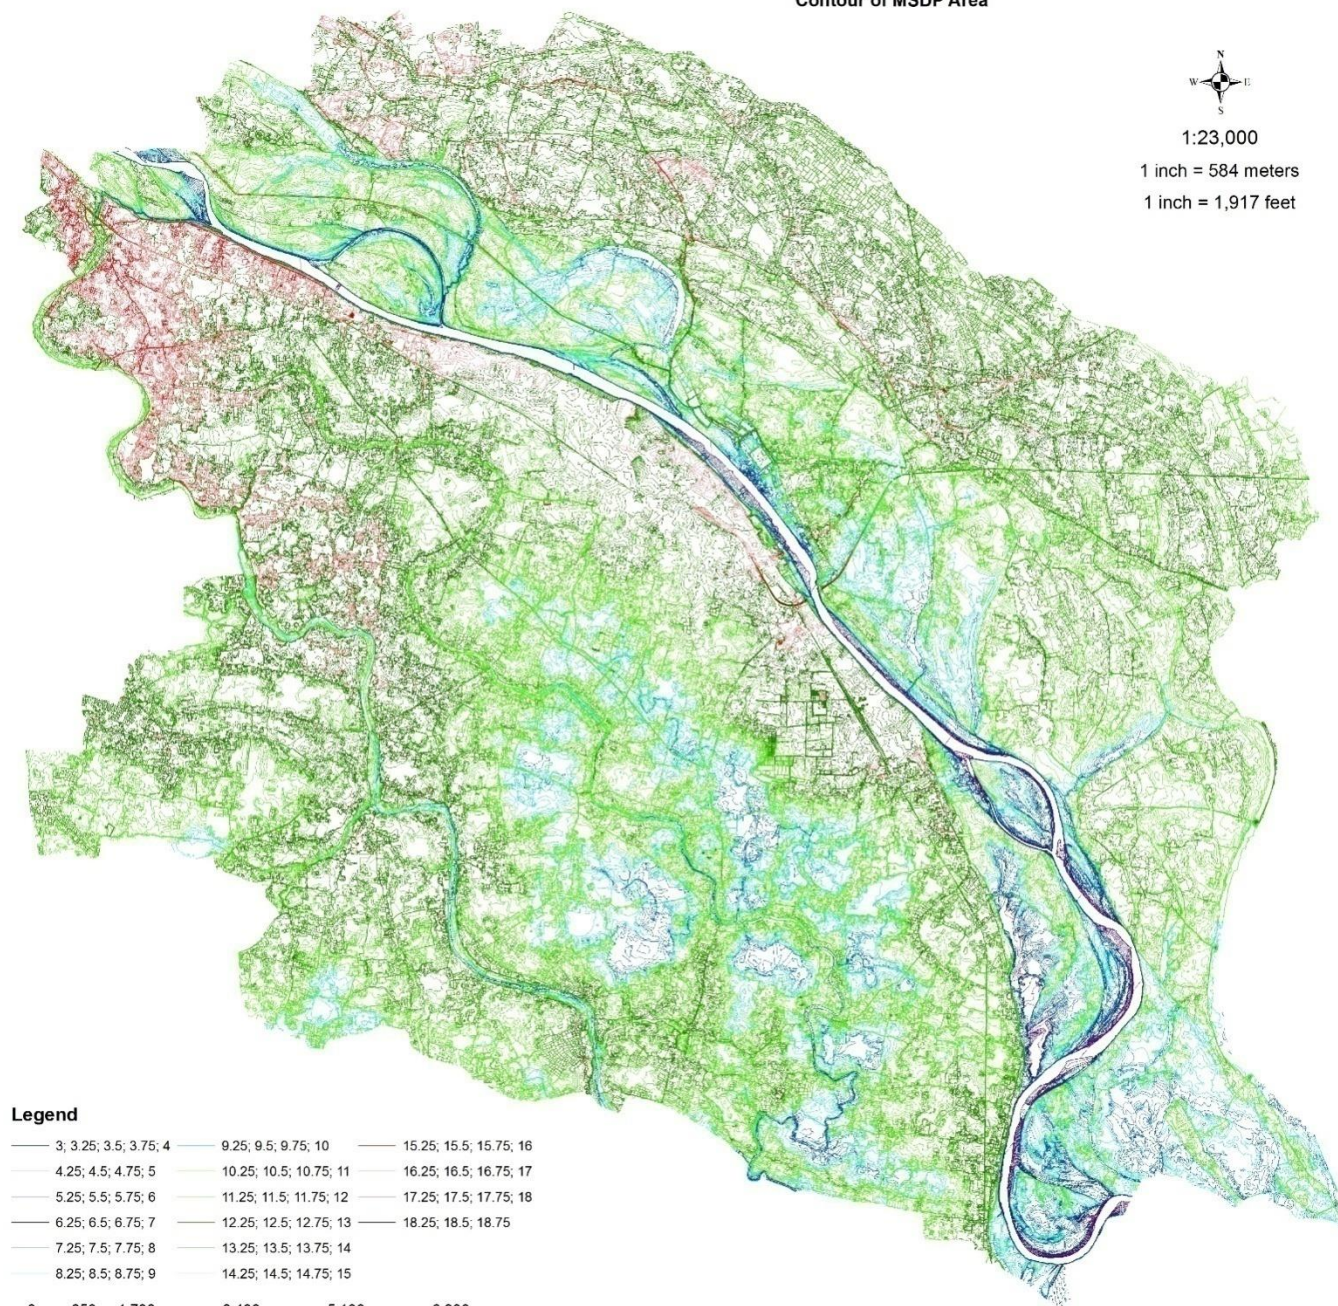 Contour of MSDP Area
N
W E
S
1:23,000
1 inch = 584 meters
1 inch = 1,917 feet
Legend
3; 3.25; 3.5; 3.75; 4
4.25; 4.5; 4.75; 5
5.25; 5.5; 5.75; 6
6.25; 6.5; 6.75; 7
7.25; 7.5; 7.75; 8
8.25; 8.5; 8.75; 9
9.25; 9.5; 9.75; 10
10.25; 10.5; 10.75; 11
11.25; 11.5; 11.75; 12
12.25; 12.5; 12.75; 13
13.25; 13.5; 13.75; 14
14.25; 14.5; 14.75; 15
15.25; 15.5; 15.75; 16
16.25; 16.5; 16.75; 17
17.25; 17.5; 17.75; 18
18.25; 18.5; 18.75